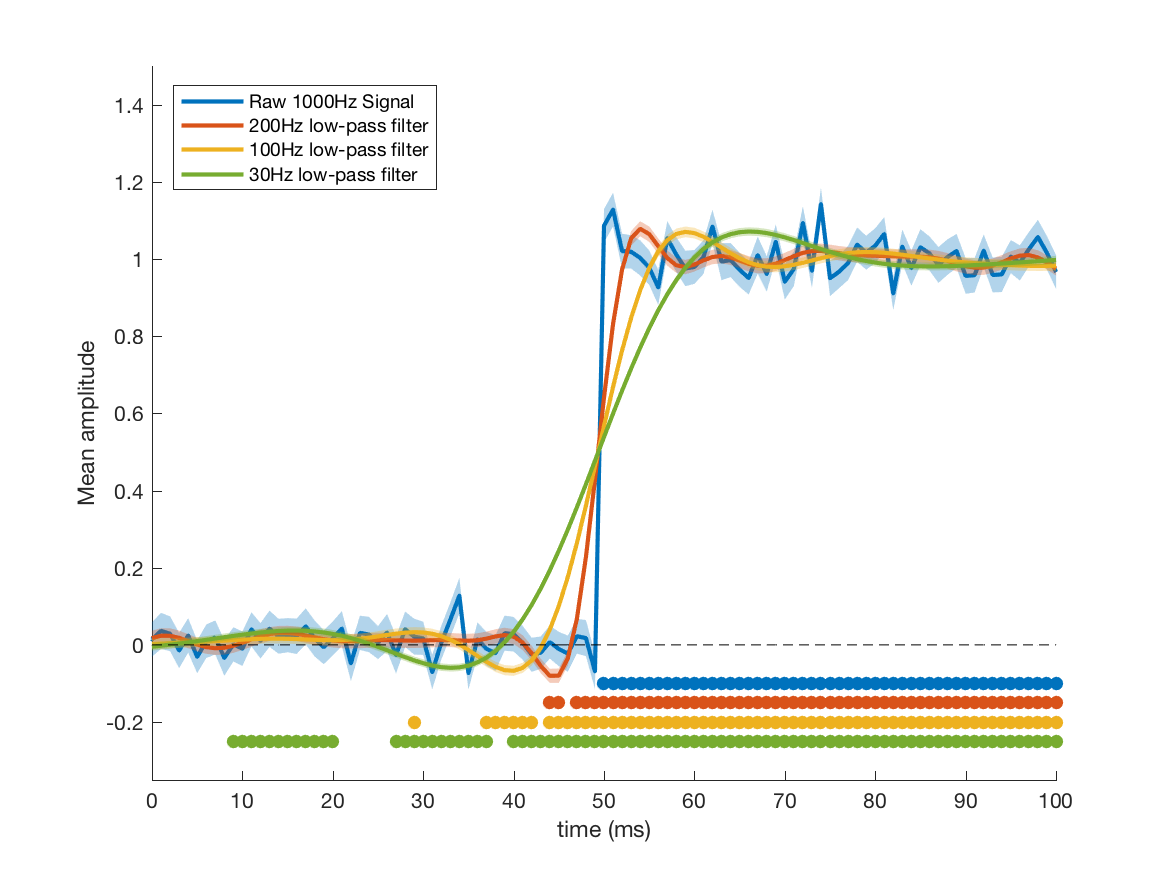 1.4
1.2
1
0.8
0.6
0.4
0.2
0
-0.2
Mean amplitude
Raw 1000Hz Signal
200Hz low-pass filter
100Hz low-pass filter
30Hz low-pass filter
0 10 20 30 40 50 60 70 80 90 100
time (ms)